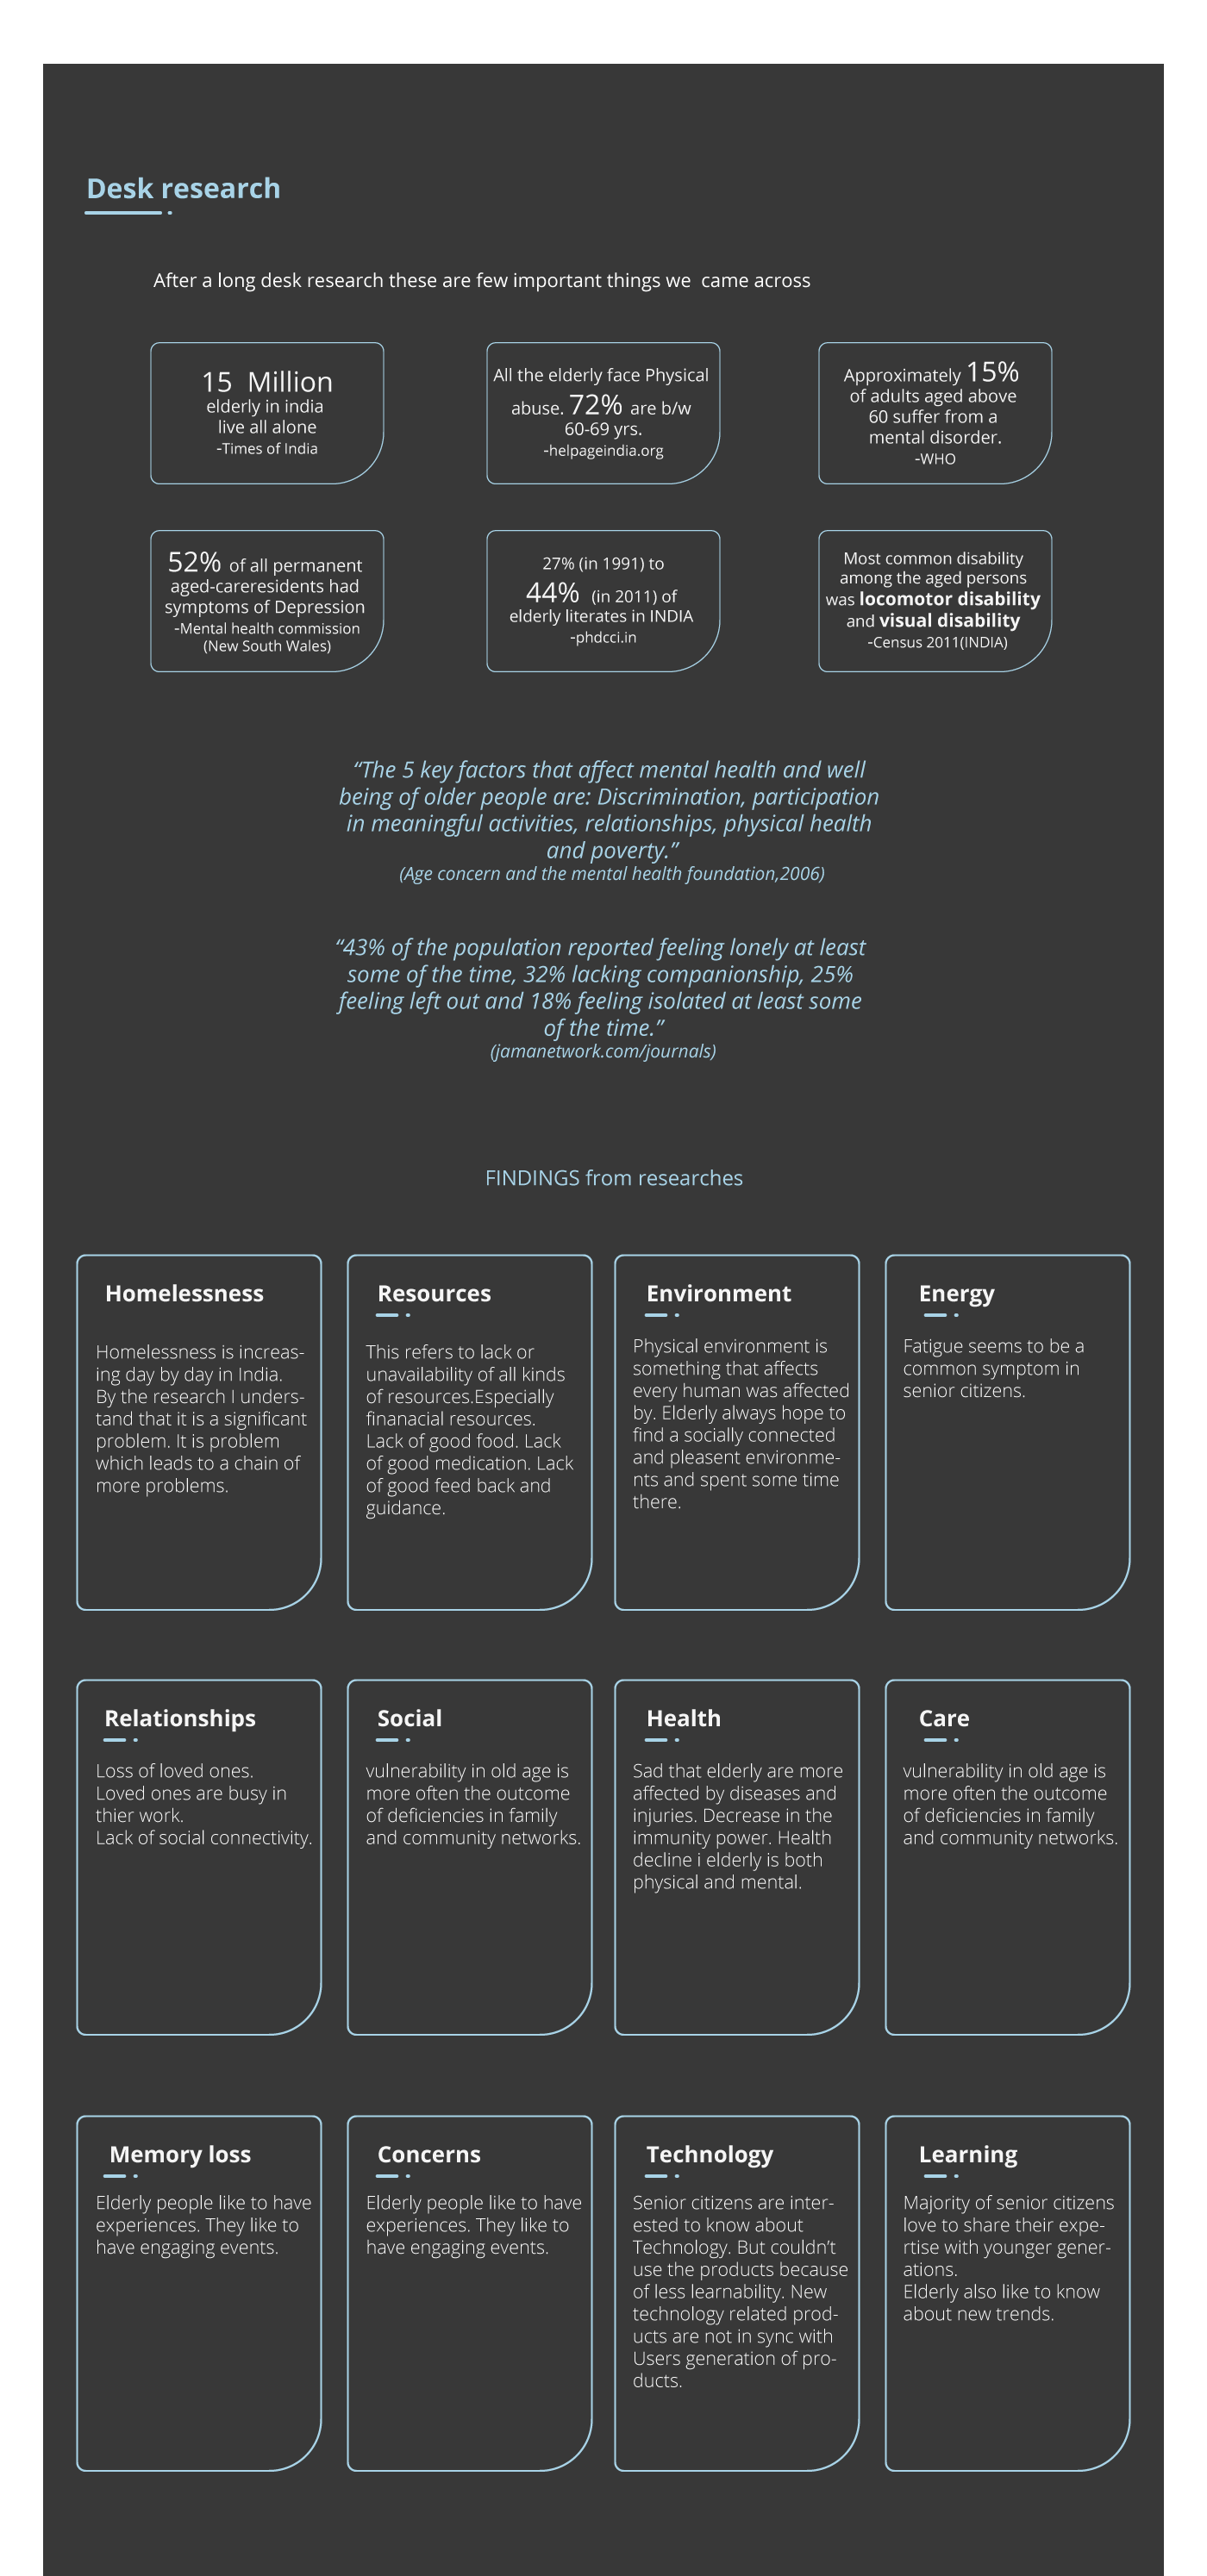 Desk research
After a long desk research these are few important things we  came across
15  Million
elderly in india
live all alone
-Times of India
All the elderly face Physical
abuse. 72% are b/w
60-69 yrs.
-helpageindia.org
Approximately 15%
of adults aged above
60 suffer from a
mental disorder.
-WHO
52% of all permanent
aged-careresidents had
symptoms of Depression
-Mental health commission
(New South Wales)
27% (in 1991) to
44%  (in 2011) of
elderly literates in INDIA
-phdcci.in
Most common disability
among the aged persons
was locomotor disability
and visual disability
-Census 2011(INDIA)
“The 5 key factors that affect mental health and well
being of older people are: Discrimination, participation
in meaningful activities, relationships, physical health
and poverty.”
(Age concern and the mental health foundation,2006)
“43% of the population reported feeling lonely at least
some of the time, 32% lacking companionship, 25%
feeling left out and 18% feeling isolated at least some
of the time.”
(jamanetwork.com/journals)
FINDINGS from researches
Homelessness
Homelessness is increas-
ing day by day in India.
By the research I unders-
tand that it is a significant
problem. It is problem
which leads to a chain of
more problems.
Resources
This refers to lack or
unavailability of all kinds
of resources.Especially
finanacial resources.
Lack of good food. Lack
of good medication. Lack
of good feed back and
guidance.
Environment
Physical environment is
something that affects
every human was affected
by. Elderly always hope to
find a socially connected
and pleasent environme-
nts and spent some time
there.
Energy
Fatigue seems to be a
common symptom in
senior citizens.
Relationships
Loss of loved ones.
Loved ones are busy in
thier work.
Lack of social connectivity.
Social
vulnerability in old age is
more often the outcome
of deficiencies in family
and community networks.
Health
Sad that elderly are more
affected by diseases and
injuries. Decrease in the
immunity power. Health
decline i elderly is both
physical and mental.
Care
vulnerability in old age is
more often the outcome
of deficiencies in family
and community networks.
Memory loss
Elderly people like to have
experiences. They like to
have engaging events.
Concerns
Elderly people like to have
experiences. They like to
have engaging events.
Technology
Senior citizens are inter-
ested to know about
Technology. But couldn’t
use the products because
of less learnability. New
technology related prod-
ucts are not in sync with
Users generation of pro-
ducts.
Learning
Majority of senior citizens
love to share their expe-
rtise with younger gener-
ations.
Elderly also like to know
about new trends.